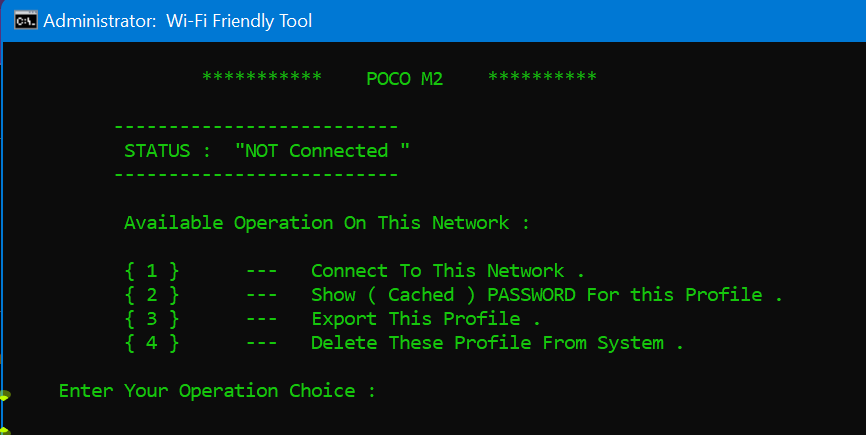 Administrator:  Wi-Fi Friendly Tool
***********    POCO M2    **********
--------------------------
STATUS :  "NOT Connected "
--------------------------
Available Operation On This Network :
{ 1 }      ---   Connect To This Network .
{ 2 }      ---   Show ( Cached ) PASSWORD For this Profile .
{ 3 }      ---   Export This Profile .
{ 4 }      ---   Delete These Profile From System .
Enter Your Operation Choice :